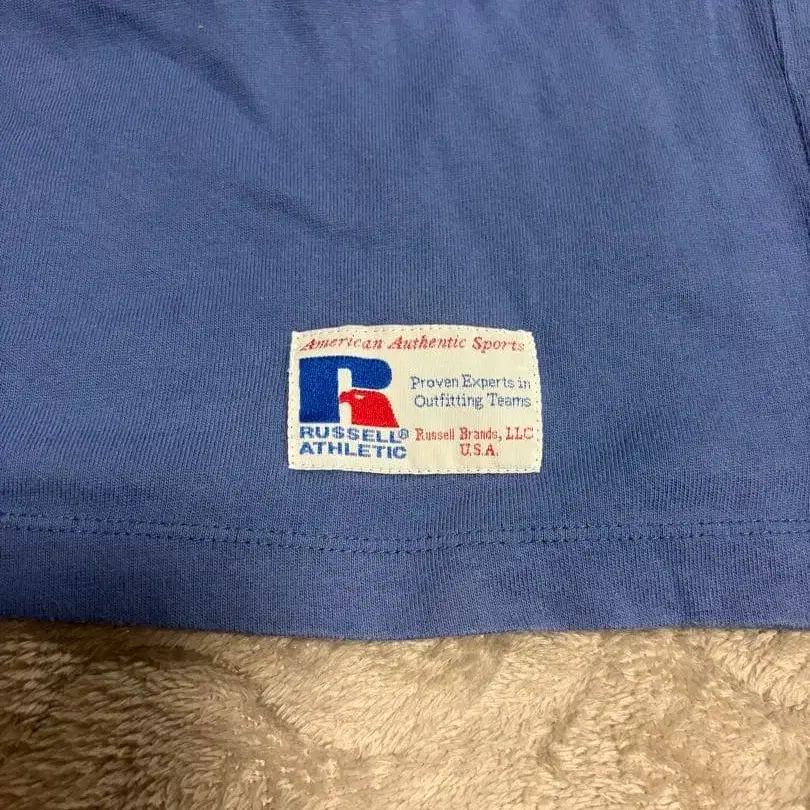 American Authentic Sports
Proven Experts in
Outfitting Teams
RUSSELL®
ATHLETIC
Russell Brands, LLC
U.S.A.